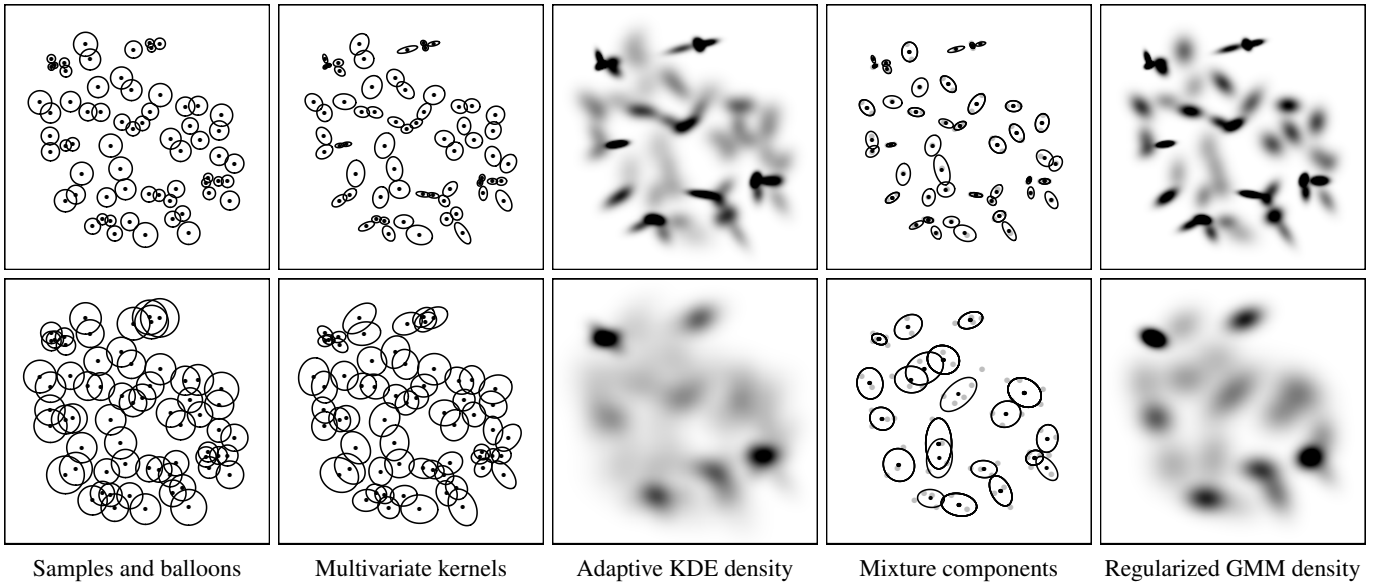 Samples and balloons
Multivariate kernels
Adaptive KDE density
Mixture components
Regularized GMM density